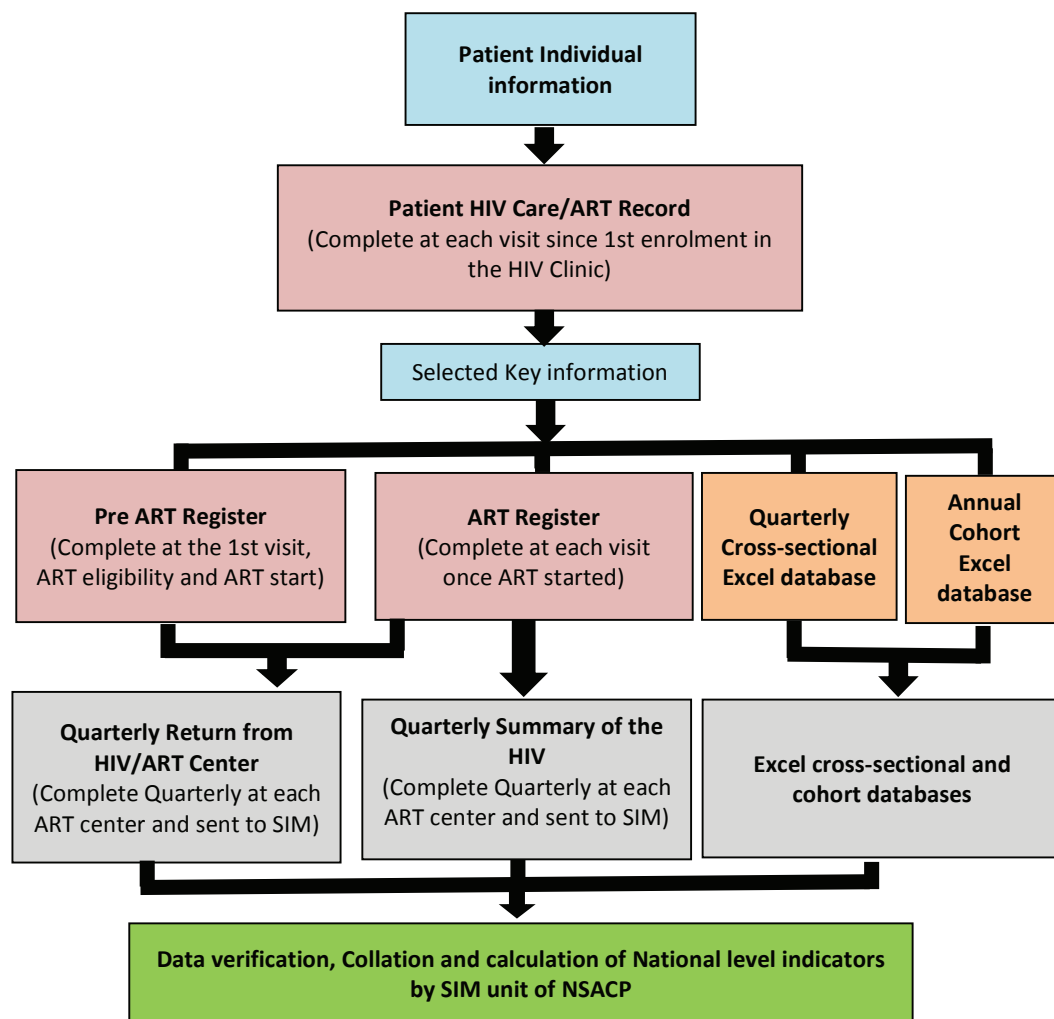 Patient Individual
information
Patient HIV Care/ART Record
(Complete at each visit since 1st enrolment in
the HIV Clinic)
Selected Key information
Pre ART Register
(Complete at the 1st visit,
ART eligibility and ART start)
ART Register
(Complete at each visit
once ART started)
Quarterly
Cross-sectional
Excel database
Annual
Cohort
Excel
database
Quarterly Return from
HIV/ART Center
(Complete Quarterly at each
ART center and sent to SIM)
Quarterly Summary of the
HIV
(Complete Quarterly at each
ART center and sent to SIM)
Excel cross-sectional and
cohort databases
Data verification, Collation and calculation of National level indicators
by SIM unit of NSACP